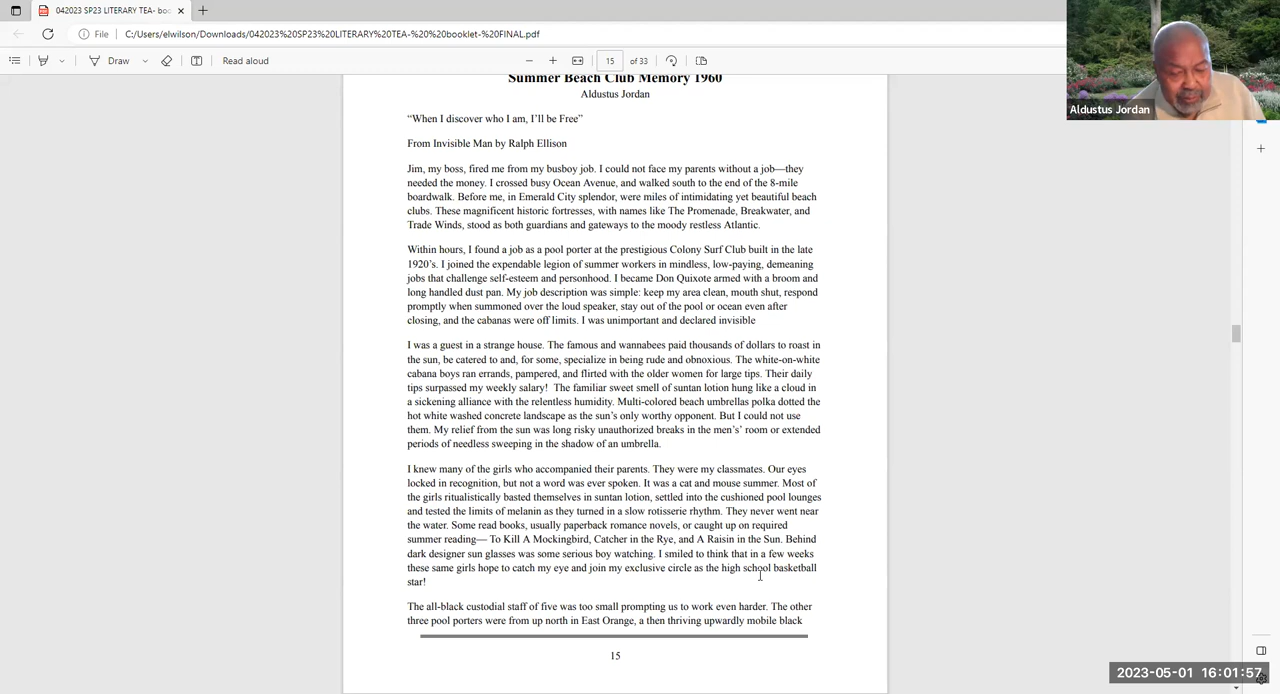 042023 SP23 LITERARY TEA- boo
File
C:/Users/elwilson/Downloads/042023%20SP23%20LITERARY%20TEA-%20%20booklet-%20FINAL.pdf
Draw
Read aloud
15
of 33
Aldustus Jordan
Summer Beach Club Memory 1960
Aldustus Jordan
“When I discover who I am, I’ll be Free”
From Invisible Man by Ralph Ellison
Jim, my boss, fired me from my busboy job. I could not face my parents without a job—they
needed the money. I crossed busy Ocean Avenue, and walked south to the end of the 8-mile
boardwalk. Before me, in Emerald City splendor, were miles of intimidating yet beautiful beach
clubs. These magnificent historic fortresses, with names like The Promenade, Breakwater, and
Trade Winds, stood as both guardians and gateways to the moody restless Atlantic.
Within hours, I found a job as a pool porter at the prestigious Colony Surf Club built in the late
1920’s. I joined the expendable legion of summer workers in mindless, low-paying, demeaning
jobs that challenge self-esteem and personhood. I became Don Quixote armed with a broom and
long handled dust pan. My job description was simple: keep my area clean, mouth shut, respond
promptly when summoned over the loud speaker, stay out of the pool or ocean even after
closing, and the cabanas were off limits. I was unimportant and declared invisible
I was a guest in a strange house. The famous and wannabees paid thousands of dollars to roast in
the sun, be catered to and, for some, specialize in being rude and obnoxious. The white-on-white
cabana boys ran errands, pampered, and flirted with the older women for large tips. Their daily
tips surpassed my weekly salary!  The familiar sweet smell of suntan lotion hung like a cloud in
a sickening alliance with the relentless humidity. Multi-colored beach umbrellas polka dotted the
hot white washed concrete landscape as the sun’s only worthy opponent. But I could not use
them. My relief from the sun was long risky unauthorized breaks in the men’s’ room or extended
periods of needless sweeping in the shadow of an umbrella.
I knew many of the girls who accompanied their parents. They were my classmates. Our eyes
locked in recognition, but not a word was ever spoken. It was a cat and mouse summer. Most of
the girls ritualistically basted themselves in suntan lotion, settled into the cushioned pool lounges
and tested the limits of melanin as they turned in a slow rotisserie rhythm. They never went near
the water. Some read books, usually paperback romance novels, or caught up on required
summer reading— To Kill A Mockingbird, Catcher in the Rye, and A Raisin in the Sun. Behind
dark designer sun glasses was some serious boy watching. I smiled to think that in a few weeks
these same girls hope to catch my eye and join my exclusive circle as the high school basketball
star!
The all-black custodial staff of five was too small prompting us to work even harder. The other
three pool porters were from up north in East Orange, a then thriving upwardly mobile black
15
2023-05-01 16:01:57